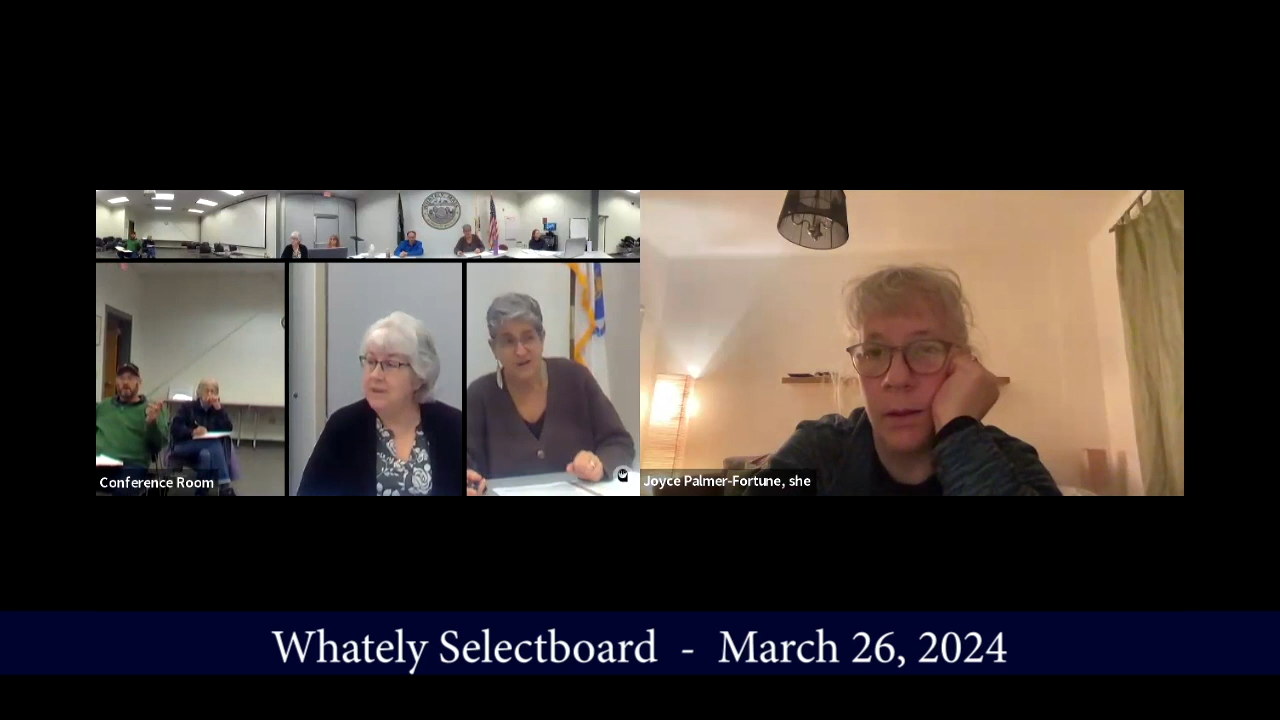 Conference Room
Joyce Palmer-Fortune, she
Whately Selectboard - March 26, 2024